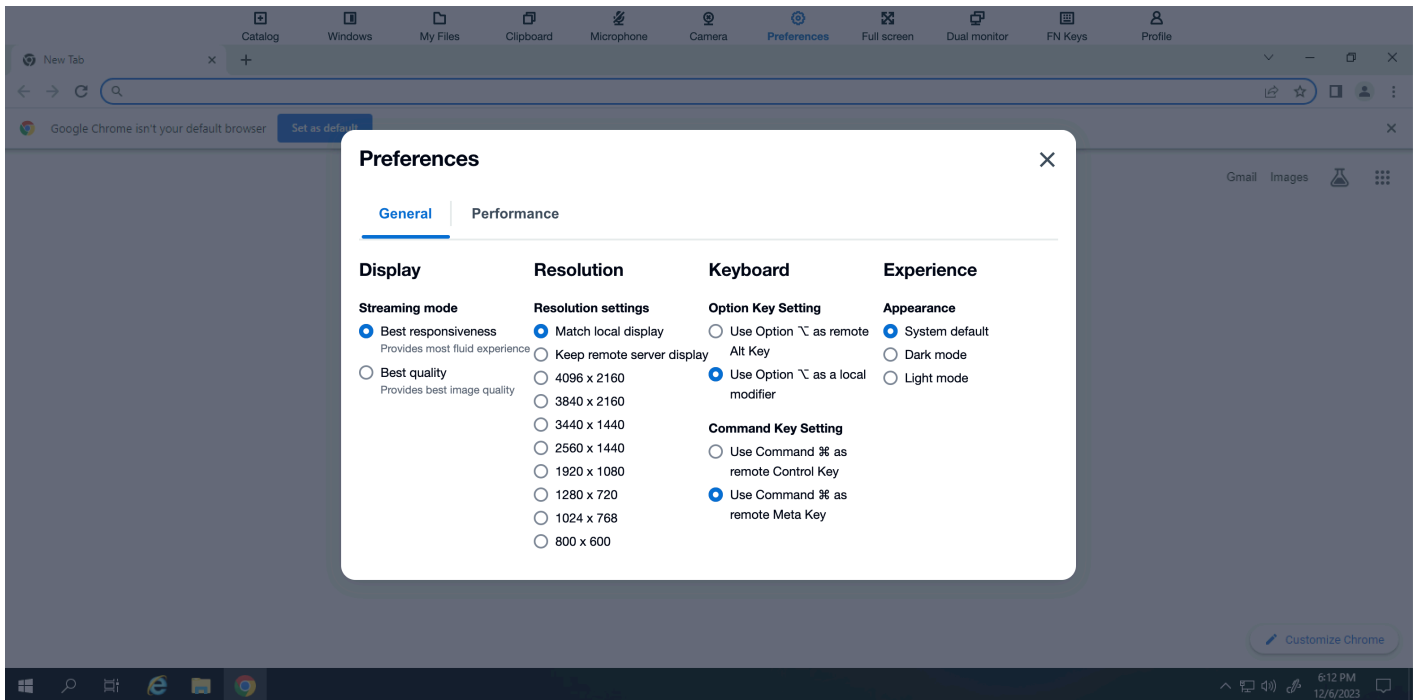 Catalog Windows My Files Clipboard Microphone Camera Preferences Full screen Dual monitor FN Keys Profile
New Tab
Google Chrome isn't your default browser Set as default
Gmail Images
Preferences
General Performance
Display
Streaming mode
Best responsiveness
Provides most fluid experience
Best quality
Provides best image quality
Resolution
Resolution settings
Match local display
Keep remote server display
4096 x 2160
3840 x 2160
3440 x 1440
2560 x 1440
1920 x 1080
1280 x 720
1024 x 768
800 x 600
Keyboard
Option Key Setting
Use Option ⌥ as remote
Alt Key
Use Option ⌥ as a local
modifier
Command Key Setting
Use Command ⌘ as
remote Control Key
Use Command ⌘ as
remote Meta Key
Experience
Appearance
System default
Dark mode
Light mode
Customize Chrome
6:12 PM
12/6/2023